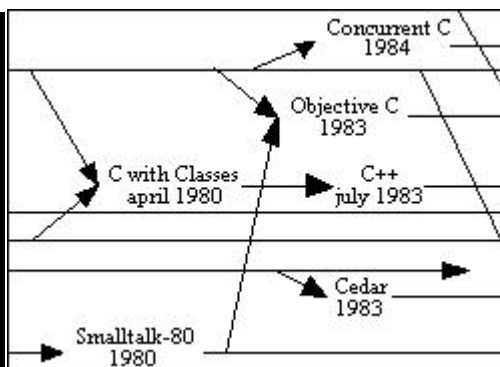 Concurrent C
1984
Objective C
1983
C with Classes
april 1980
C++
july 1983
Cedar
1983
Smalltalk-80
1980